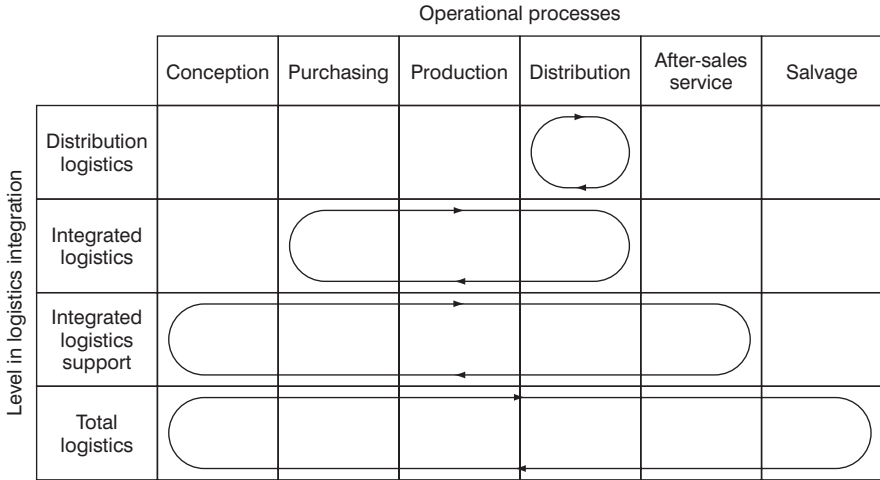 Operational processes
Conception
Purchasing
Production
Distribution
After-sales
service
Salvage
Level in logistics integration
Distribution
logistics
Integrated
logistics
Integrated
logistics
support
Total
logistics